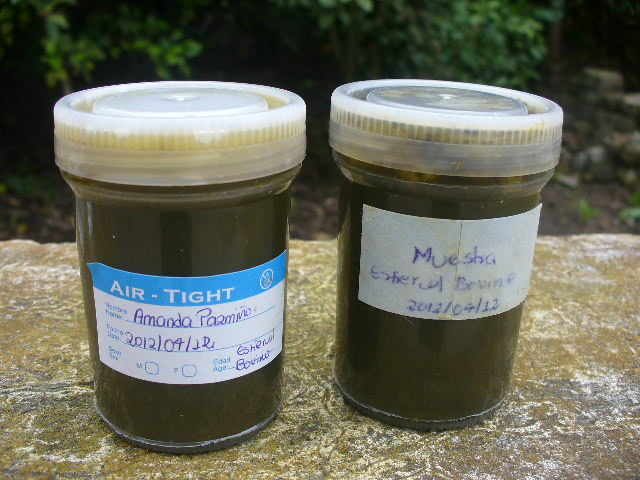 AIR - TIGHT
Nombre
Name:
Amanda Pazmiño
Fecha
Date:
2012/04/12
Sexo
Sex
M
F
Edad
Age:
Estiercol
Bovino
Muestra
Estiercol Bovino
2012/04/12